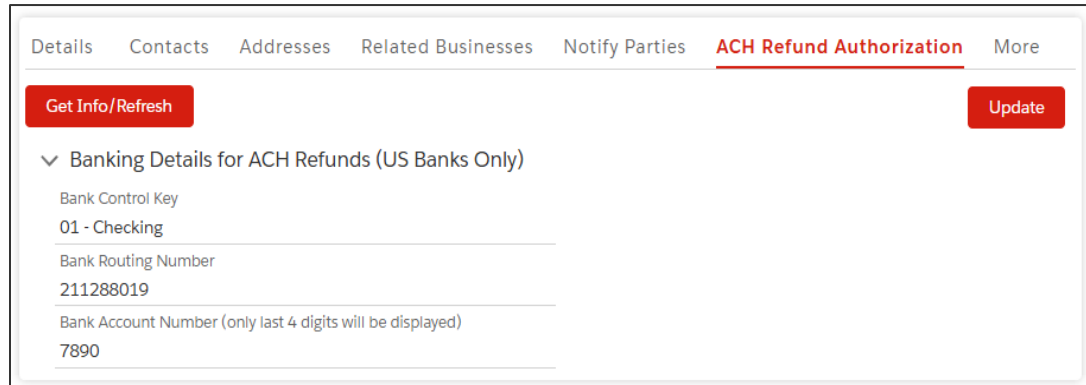 Details Contacts Addresses Related Businesses Notify Parties ACH Refund Authorization More
Get Info/Refresh Update
Banking Details for ACH Refunds (US Banks Only)
Bank Control Key
01 - Checking
Bank Routing Number
211288019
Bank Account Number (only last 4 digits will be displayed)
7890